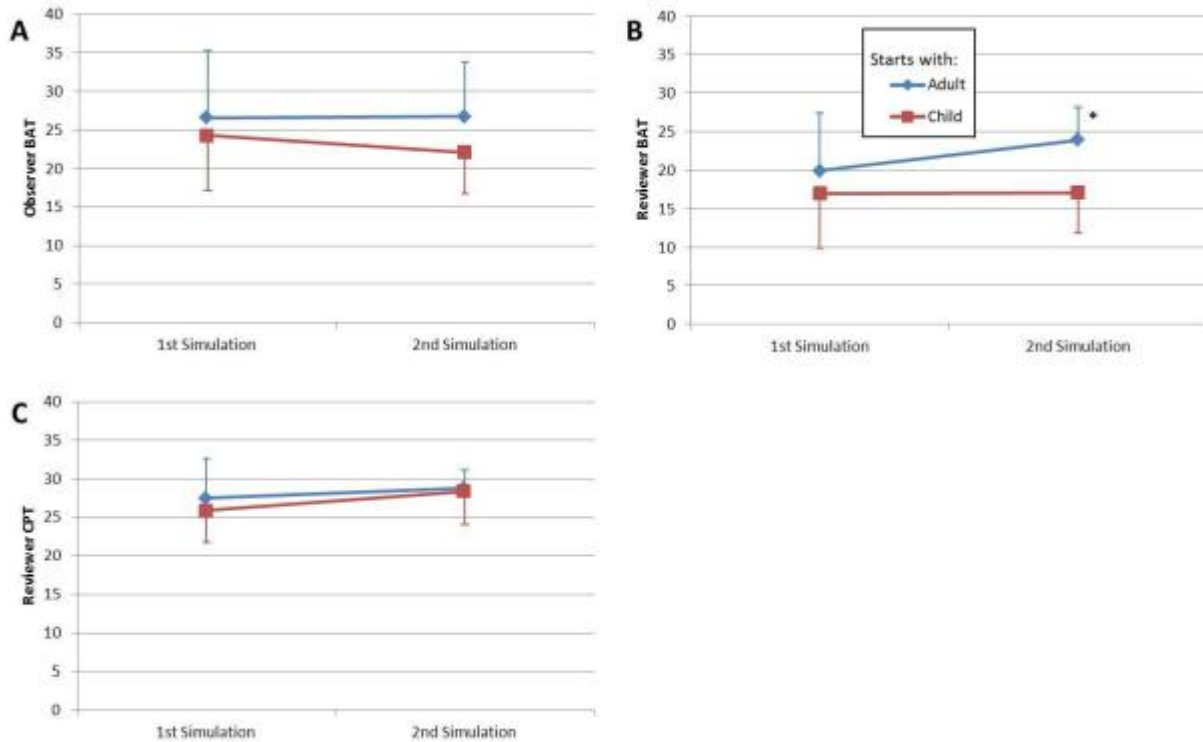 A
Observer BAT
40
35
30
25
20
15
10
5
0
1st Simulation 2nd Simulation
B
Reviewer BAT
40
35
30
25
20
15
10
5
0
Starts with:
Adult
Child
*
1st Simulation 2nd Simulation
C
Reviewer CPT
40
35
30
25
20
15
10
5
0
1st Simulation 2nd Simulation